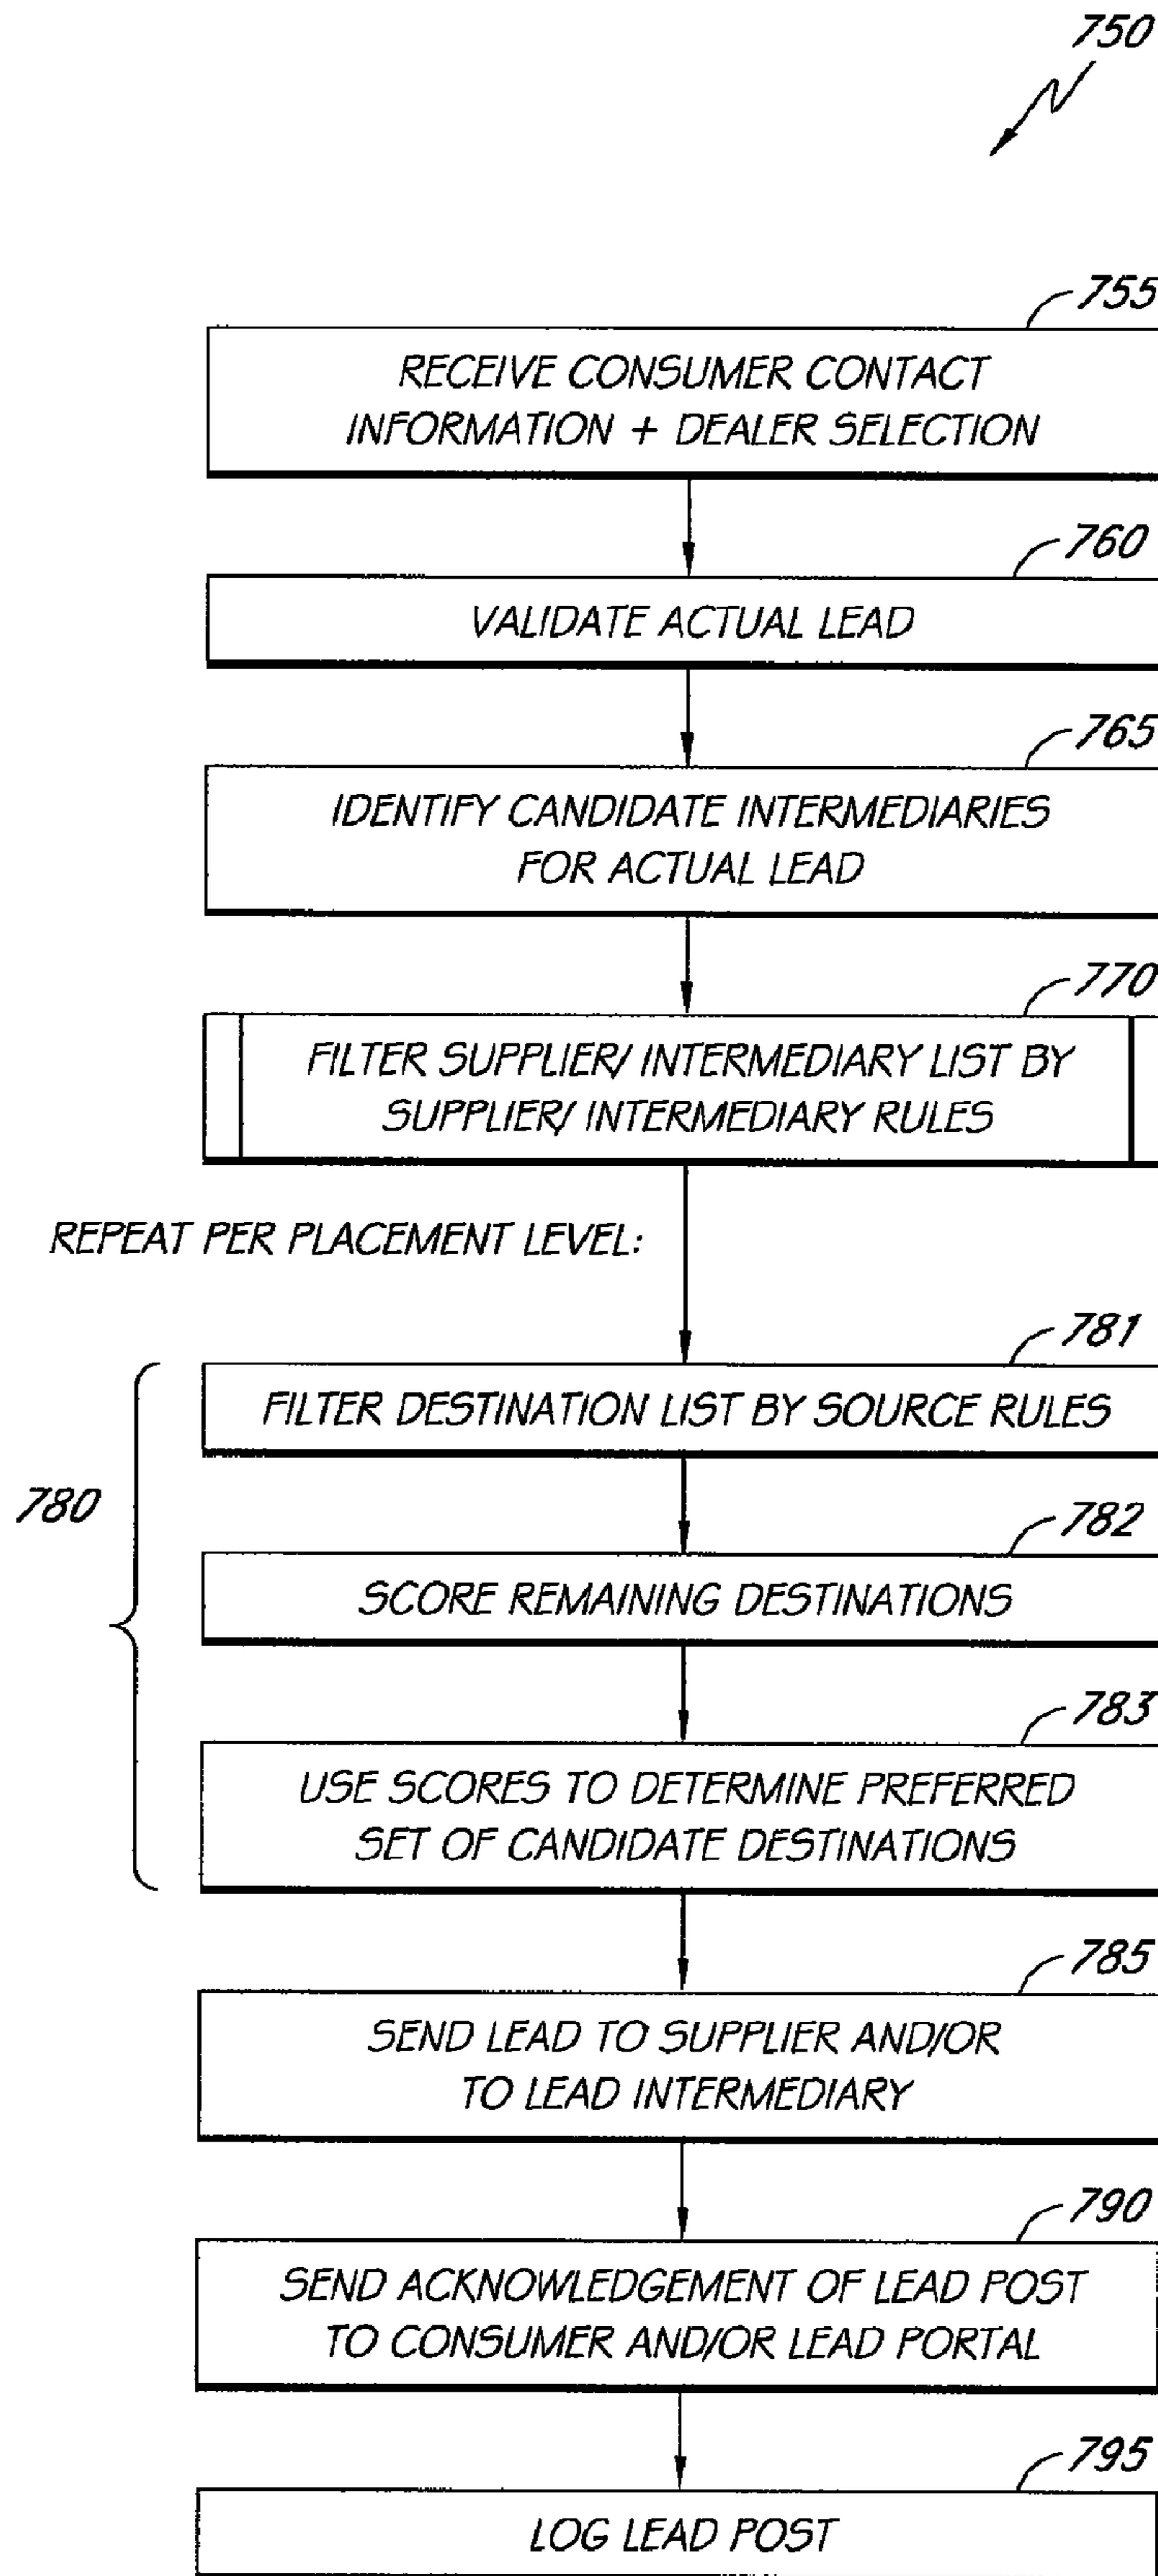 750
755
RECEIVE CONSUMER CONTACT
INFORMATION + DEALER SELECTION
760
VALIDATE ACTUAL LEAD
765
IDENTIFY CANDIDATE INTERMEDIARIES
FOR ACTUAL LEAD
770
FILTER SUPPLIER/ INTERMEDIARY LIST BY
SUPPLIER/ INTERMEDIARY RULES
REPEAT PER PLACEMENT LEVEL:
781
FILTER DESTINATION LIST BY SOURCE RULES
780
782
SCORE REMAINING DESTINATIONS
783
USE SCORES TO DETERMINE PREFERRED
SET OF CANDIDATE DESTINATIONS
785
SEND LEAD TO SUPPLIER AND/OR
TO LEAD INTERMEDIARY
790
SEND ACKNOWLEDGEMENT OF LEAD POST
TO CONSUMER AND/OR LEAD PORTAL
795
LOG LEAD POST